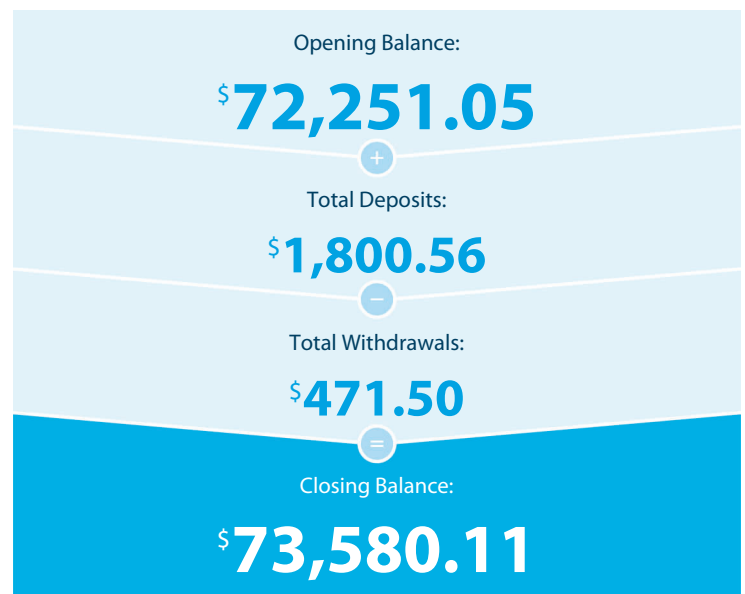 Opening Balance:
$72,251.05
+
Total Deposits:
$1,800.56
−
Total Withdrawals:
$471.50
=
Closing Balance:
$73,580.11